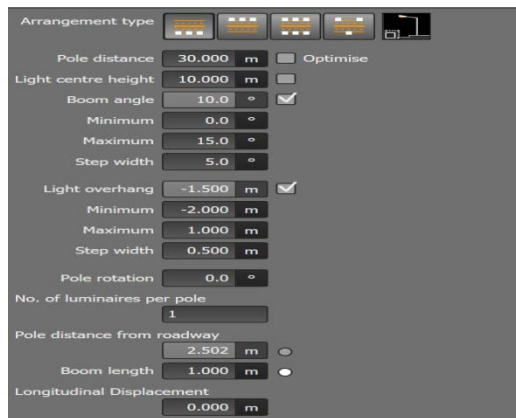 Arrangement type
Pole distance 30.000 m Optimise
Light centre height 10.000 m
Boom angle 10.0 °
Minimum 0.0 °
Maximum 15.0 °
Step width 5.0 °
Light overhang -1.500 m
Minimum -2.000 m
Maximum 1.000 m
Step width 0.500 m
Pole rotation 0.0 °
No. of luminaires per pole
1
Pole distance from roadway
2.502 m
Boom length 1.000 m
Longitudinal Displacement
0.000 m